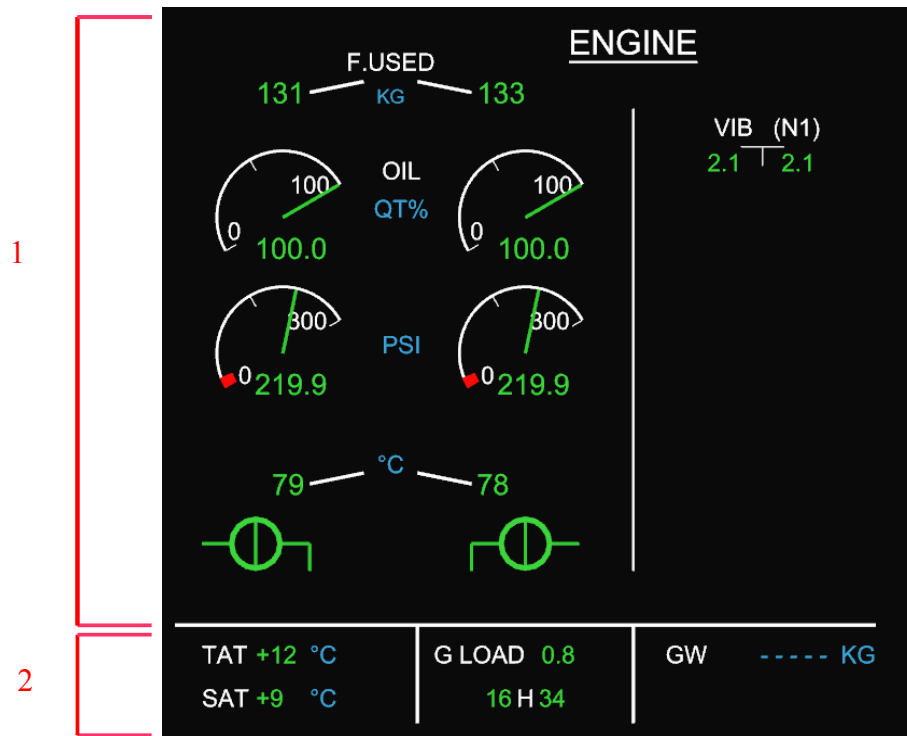 ENGINE
F.USED
131 KG 133
VIB (N1)
2.1 2.1
OIL
100 100
QT%
0 0
100.0 100.0
1
300 300
PSI
0 0
219.9 219.9
°C
79 78
TAT +12 °C G LOAD 0.8 GW ----- KG
2
SAT +9 °C 16 H 34